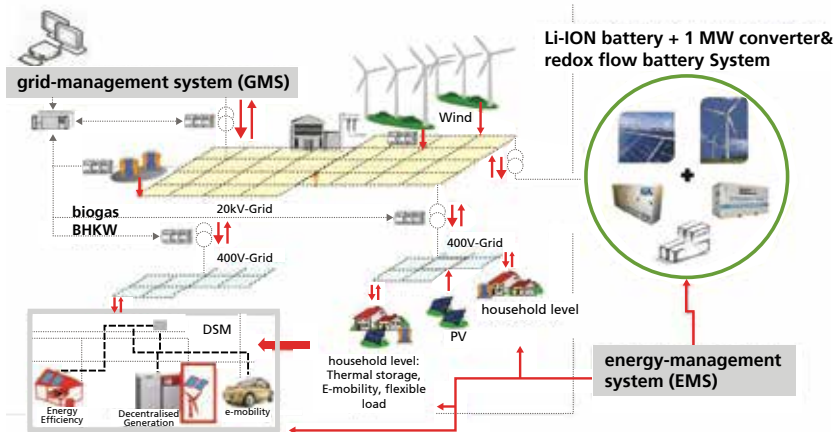 Li-ION battery + 1 MW converter&
redox flow battery System
grid-management system (GMS)
Wind
biogas
BHKW
20kV-Grid
400V-Grid
400V-Grid
household level
PV
DSM
household level:
Thermal storage,
E-mobility, flexible
load
energy-management
system (EMS)
Energy
Efficiency
Decentralised
Generation
e-mobility